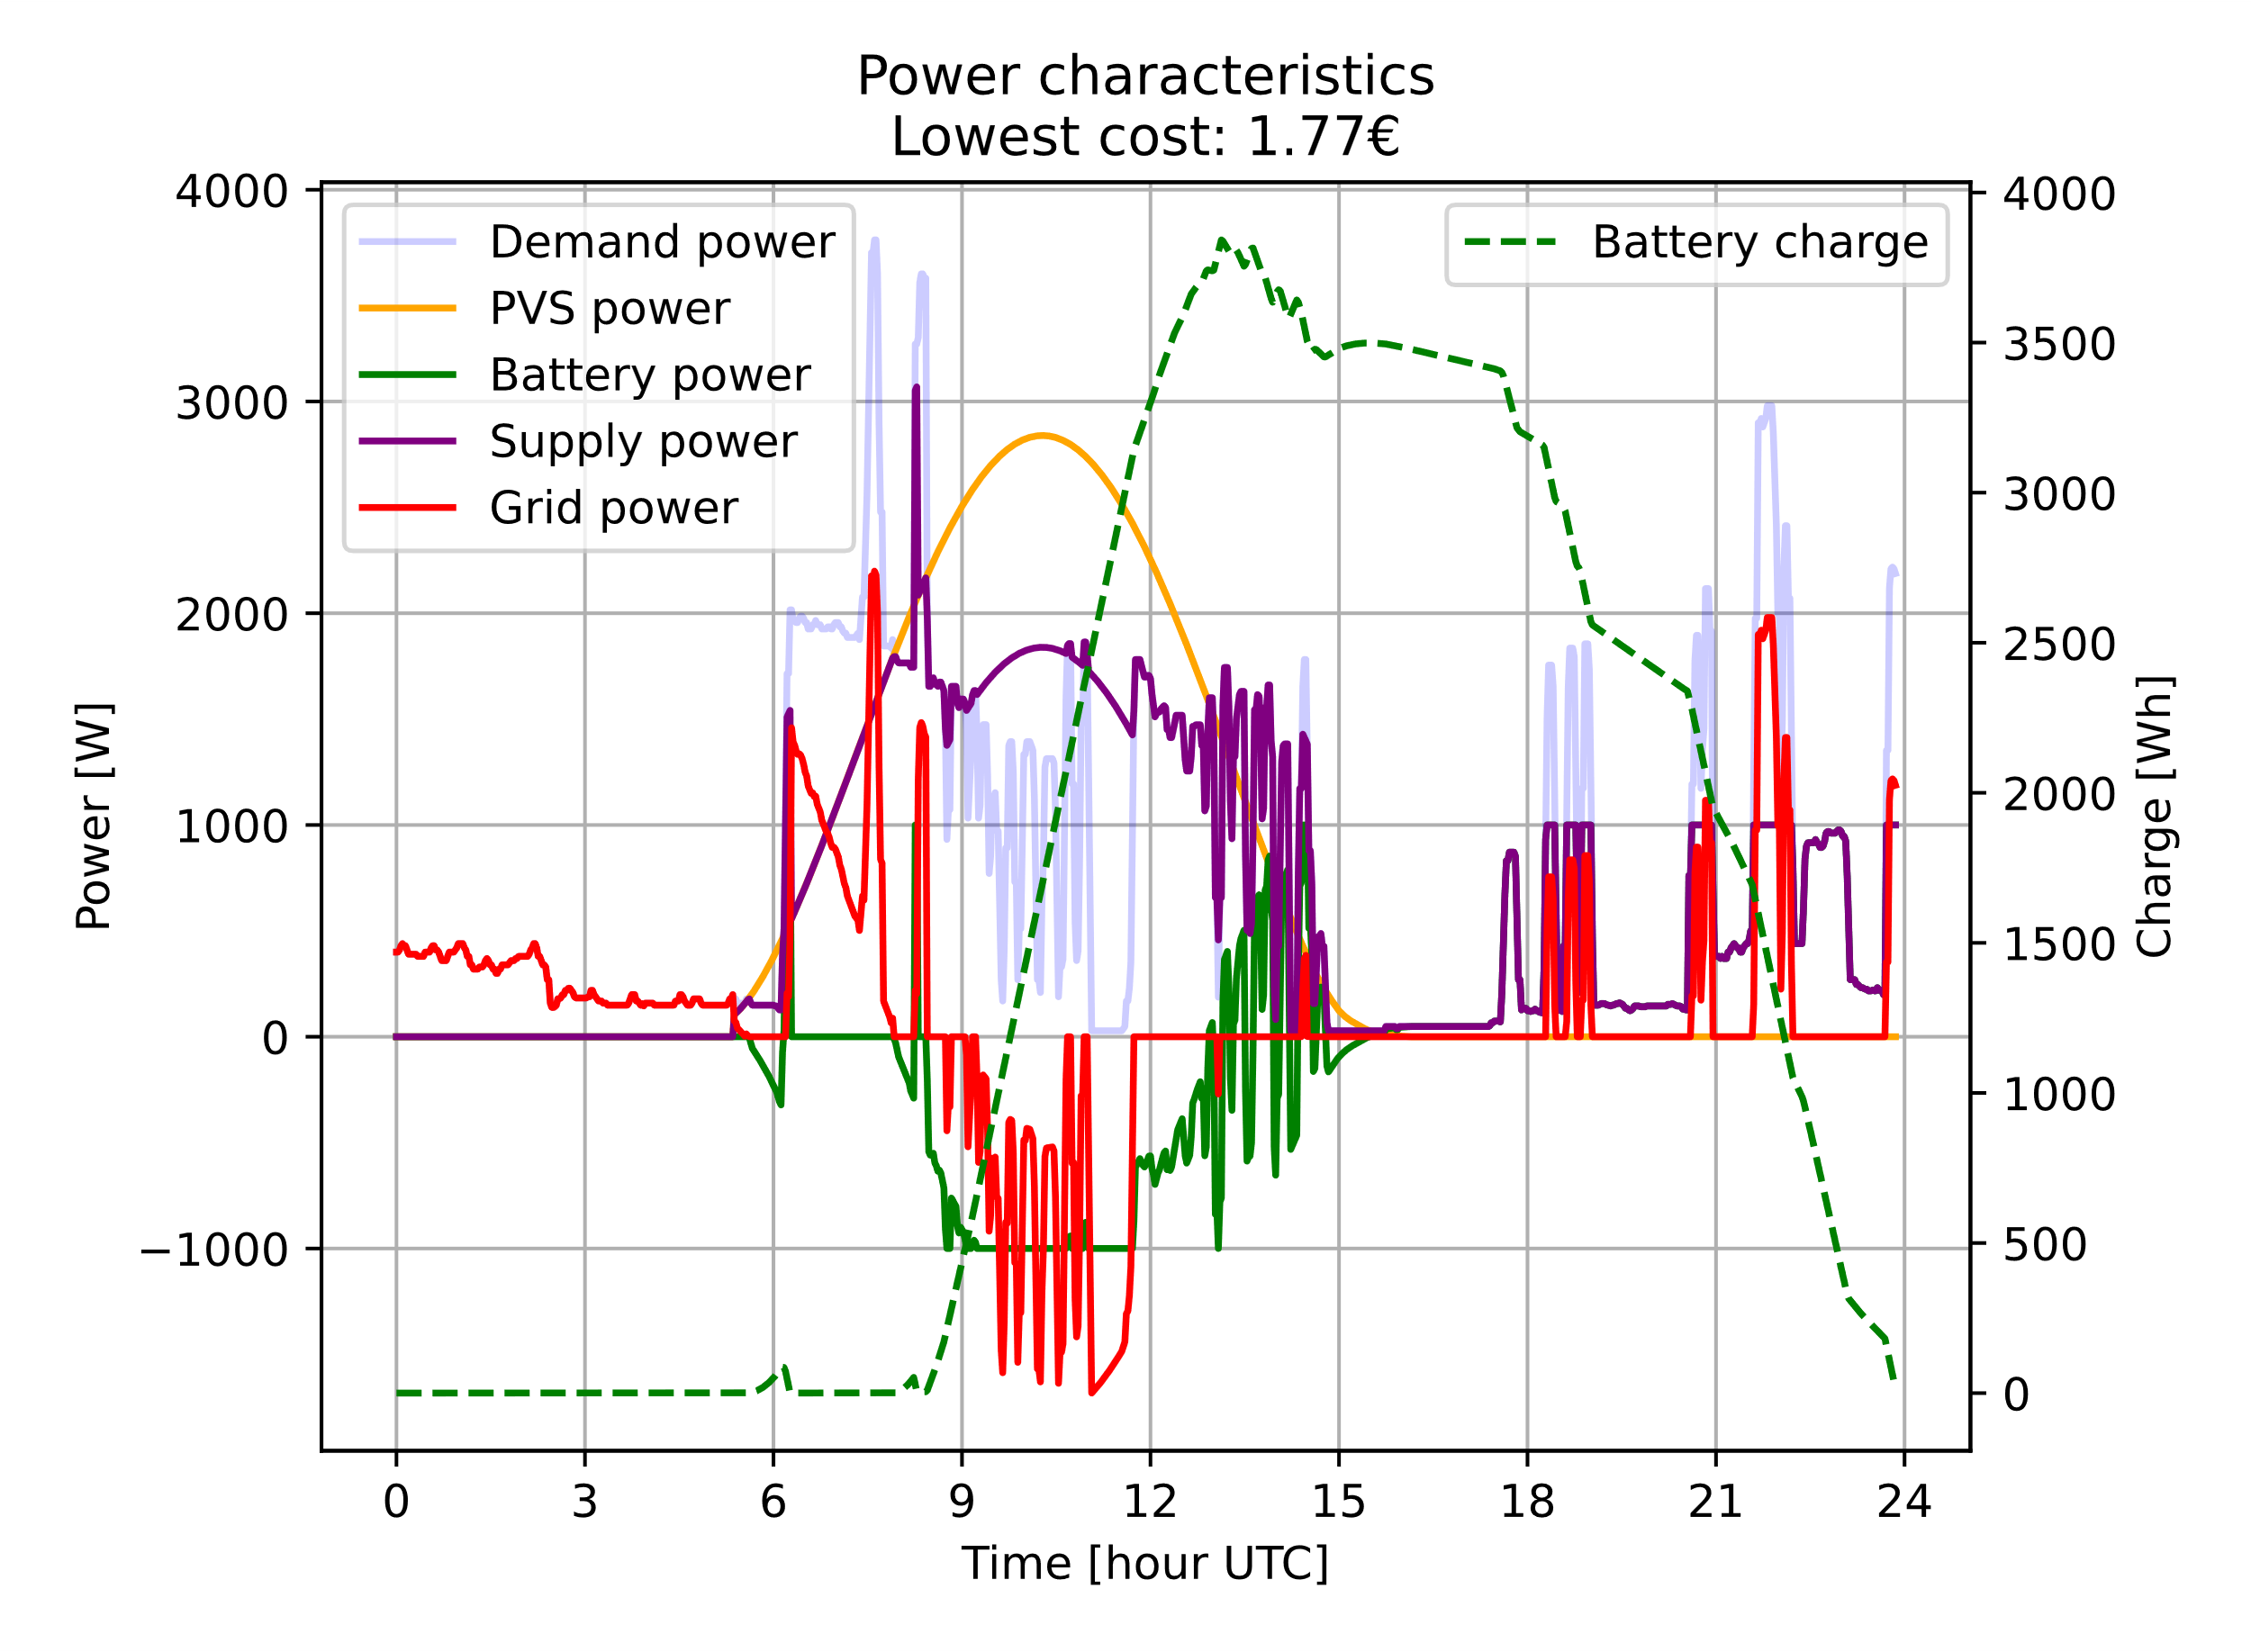 Power characteristics
Lowest cost: 1.77€
Demand power
PVS power
Battery power
Supply power
Grid power
Battery charge
4000
3000
2000
1000
0
−1000
Power [W]
4000
3500
3000
2500
2000
1500
1000
500
0
Charge [Wh]
0 3 6 9 12 15 18 21 24
Time [hour UTC]